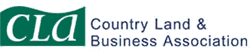 CLA Country Land &
Business Association